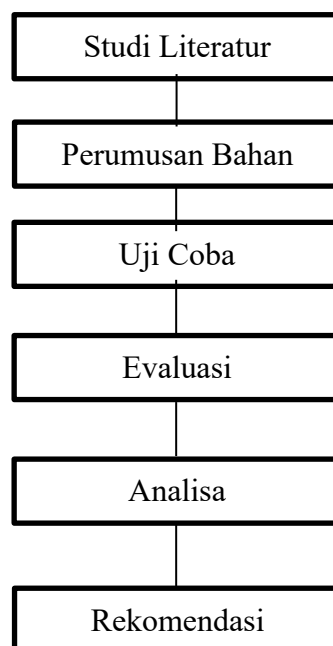 Studi Literatur
Perumusan Bahan
Uji Coba
Evaluasi
Analisa
Rekomendasi